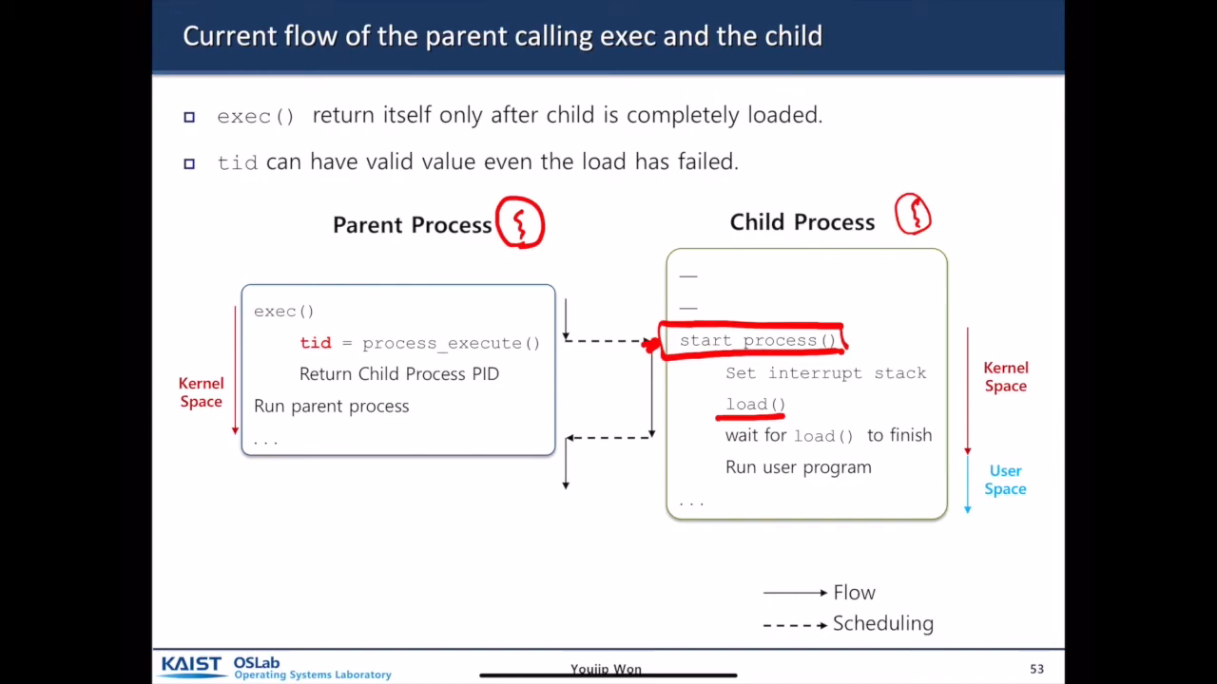 Current flow of the parent calling exec and the child
exec() return itself only after child is completely loaded.
tid can have valid value even the load has failed.
Parent Process
Child Process
exec()
tid = process_execute()
Return Child Process PID
Run parent process
...
Kernel
Space
start process()
Set interrupt stack
load()
wait for load() to finish
Run user program
...
Kernel
Space
User
Space
Flow
Scheduling
KAIST OSLab
Operating Systems Laboratory
Youjip Won
53